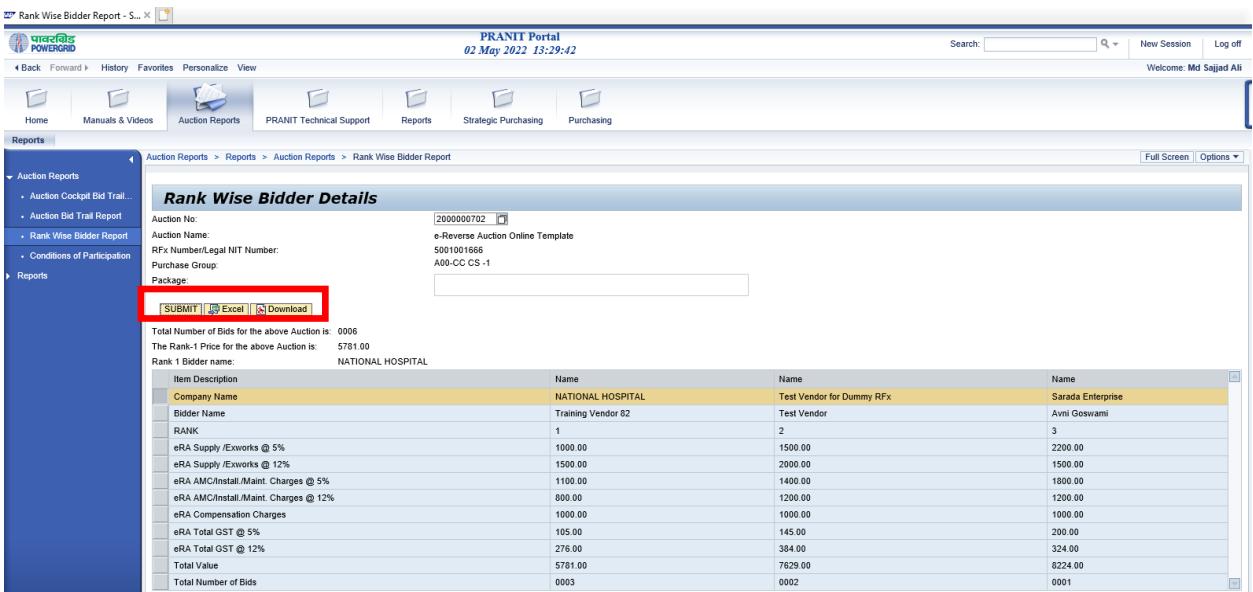 Rank Wise Bidder Report - S...
पावरग्रिड
POWERGRID
PRANIT Portal
02 May 2022 13:29:42
Search:
New Session Log off
Back Forward History Favorites Personalize View
Welcome: Md Sajjad Ali
Home Manuals & Videos Auction Reports PRANIT Technical Support Reports Strategic Purchasing Purchasing
Reports
Auction Reports > Reports > Auction Reports > Rank Wise Bidder Report
Full Screen Options
Auction Reports
Auction Cockpit Bid Trail...
Auction Bid Trail Report
Rank Wise Bidder Report
Conditions of Participation
Reports
Rank Wise Bidder Details
Auction No: 2000000702
Auction Name: e-Reverse Auction Online Template
RFx Number/Legal NIT Number: 5001001666
Purchase Group: A00-CC CS -1
Package:
SUBMIT Excel Download
Total Number of Bids for the above Auction is: 0006
The Rank-1 Price for the above Auction is: 5781.00
Rank 1 Bidder name: NATIONAL HOSPITAL
Item Description Name Name Name
Company Name NATIONAL HOSPITAL Test Vendor for Dummy RFx Sarada Enterprise
Bidder Name Training Vendor 82 Test Vendor Avni Goswami
RANK 1 2 3
eRA Supply /Exworks @ 5% 1000.00 1500.00 2200.00
eRA Supply /Exworks @ 12% 1500.00 2000.00 1500.00
eRA AMC/Install./Maint. Charges @ 5% 1100.00 1400.00 1800.00
eRA AMC/Install./Maint. Charges @ 12% 800.00 1200.00 1200.00
eRA Compensation Charges 1000.00 1000.00 1000.00
eRA Total GST @ 5% 105.00 145.00 200.00
eRA Total GST @ 12% 276.00 384.00 324.00
Total Value 5781.00 7629.00 8224.00
Total Number of Bids 0003 0002 0001